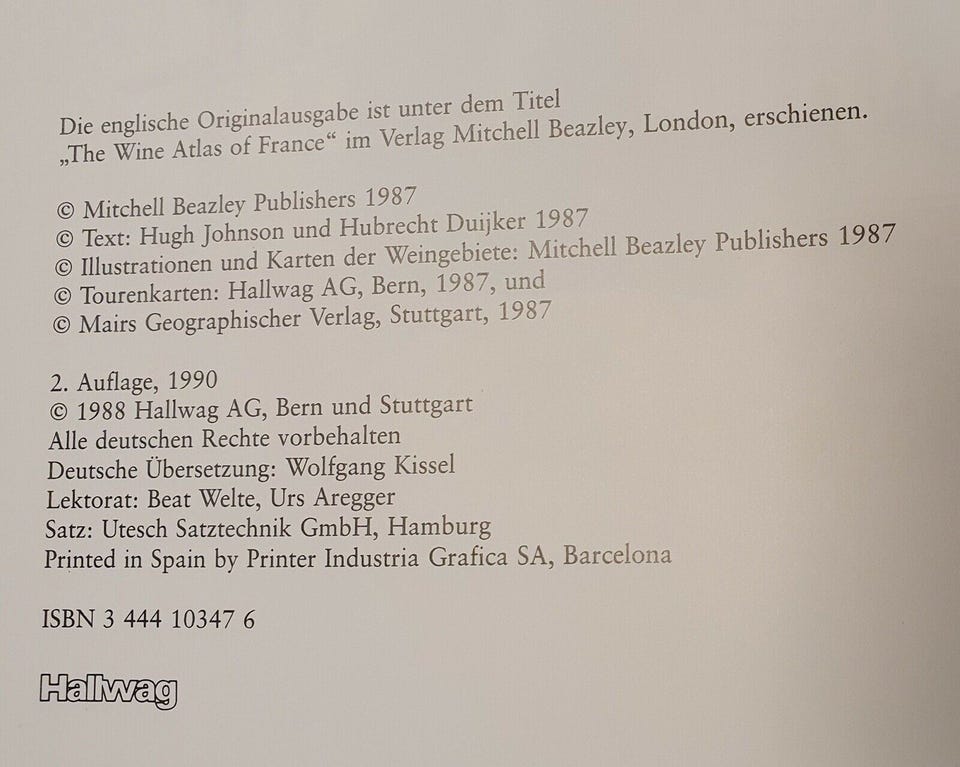 Die englische Originalausgabe ist unter dem Titel
„The Wine Atlas of France“ im Verlag Mitchell Beazley, London, erschienen.
© Mitchell Beazley Publishers 1987
© Text: Hugh Johnson und Hubrecht Duijker 1987
© Illustrationen und Karten der Weingebiete: Mitchell Beazley Publishers 1987
© Tourenkarten: Hallwag AG, Bern, 1987, und
© Mairs Geographischer Verlag, Stuttgart, 1987
2. Auflage, 1990
© 1988 Hallwag AG, Bern und Stuttgart
Alle deutschen Rechte vorbehalten
Deutsche Übersetzung: Wolfgang Kissel
Lektorat: Beat Welte, Urs Aregger
Satz: Utesch Satztechnik GmbH, Hamburg
Printed in Spain by Printer Industria Grafica SA, Barcelona
ISBN 3 444 10347 6
Hallwag